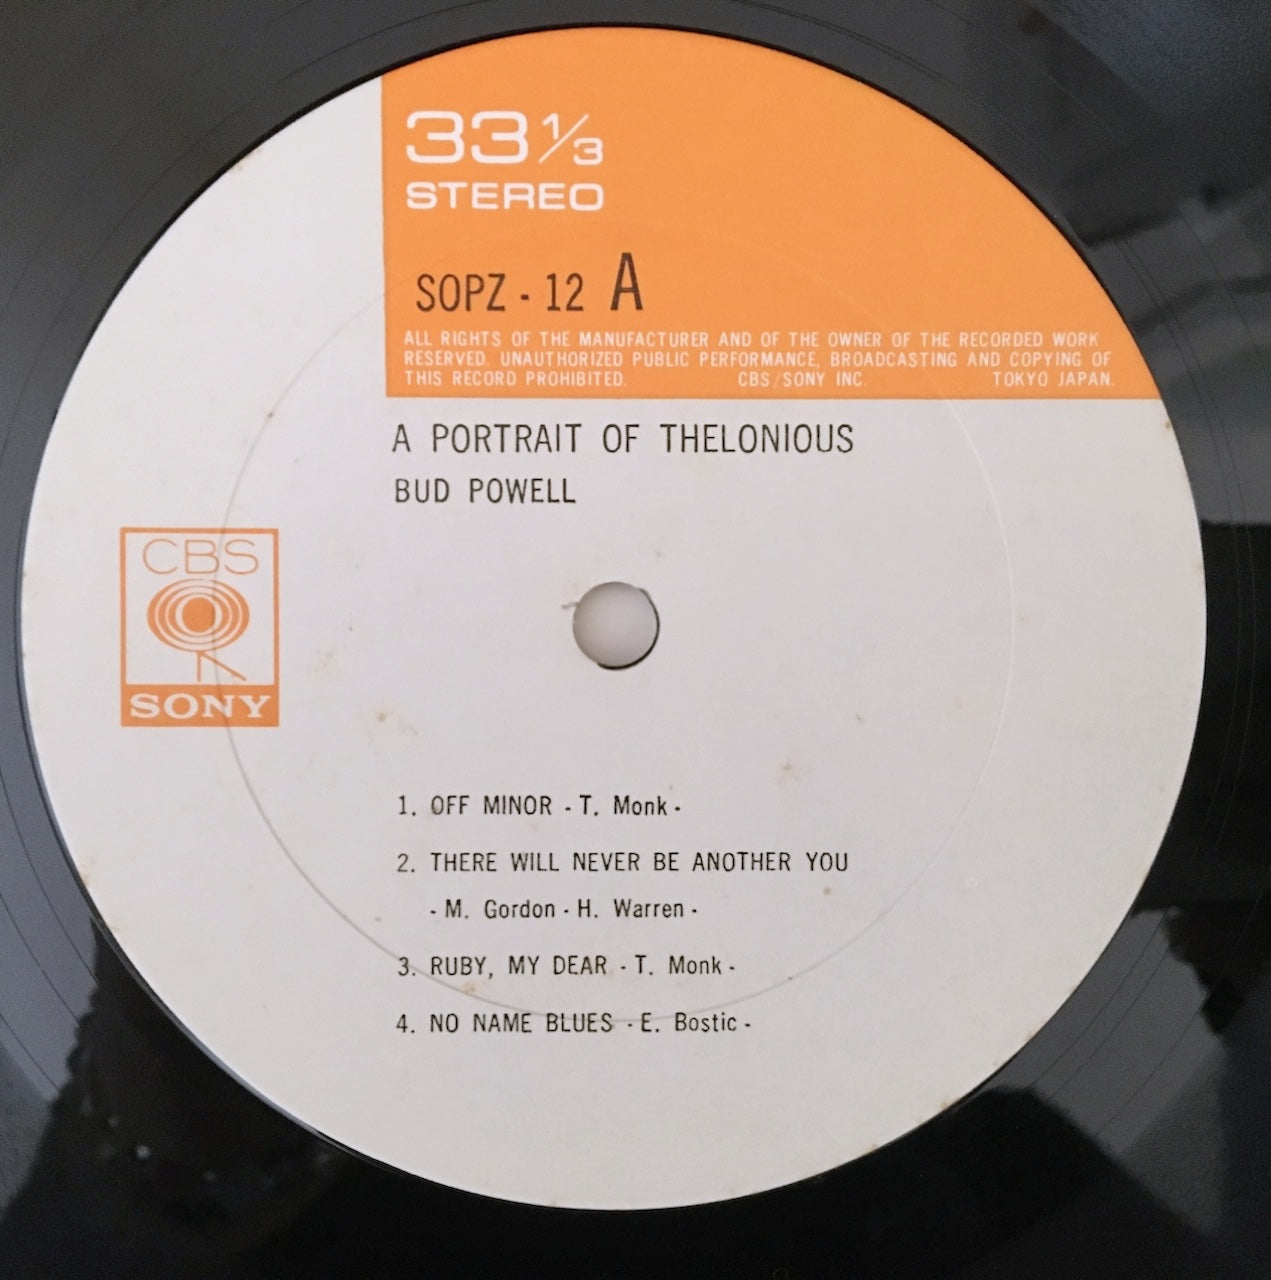 33 1/3
STEREO
SOPZ - 12 A
ALL RIGHTS OF THE MANUFACTURER AND OF THE OWNER OF THE RECORDED WORK
RESERVED. UNAUTHORIZED PUBLIC PERFORMANCE, BROADCASTING AND COPYING OF
THIS RECORD PROHIBITED. CBS/SONY INC. TOKYO JAPAN.
A PORTRAIT OF THELONIOUS
BUD POWELL
CBS
SONY
1. OFF MINOR - T. Monk -
2. THERE WILL NEVER BE ANOTHER YOU
- M. Gordon - H. Warren -
3. RUBY, MY DEAR - T. Monk -
4. NO NAME BLUES - E. Bostic -